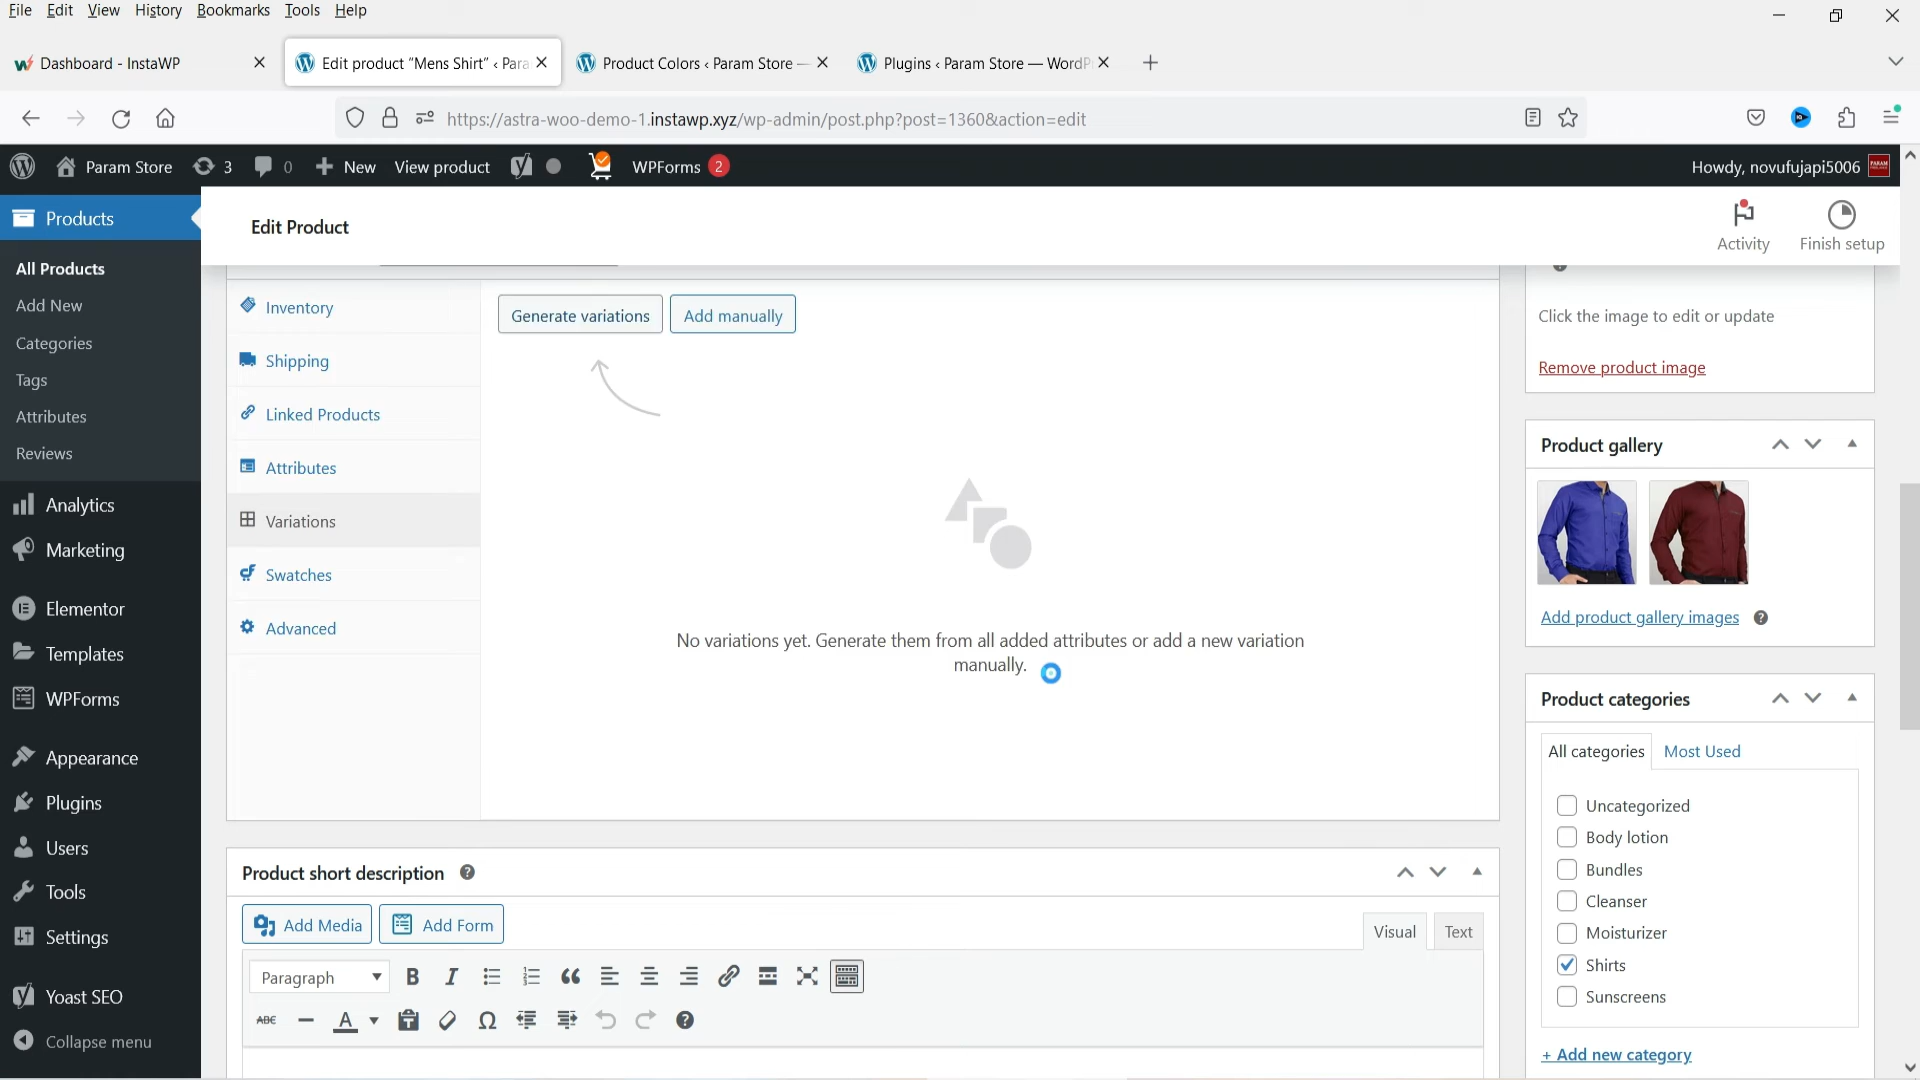 File Edit View History Bookmarks Tools Help
Dashboard - InstaWP
Edit product “Mens Shirt” ‹ Para
Product Colors ‹ Param Store —
Plugins ‹ Param Store — WordP
https://astra-woo-demo-1.instawp.xyz/wp-admin/post.php?post=1360&action=edit
Param Store 3 0 New View product WPForms 2
Howdy, novufujapi5006
Products
All Products
Add New
Categories
Tags
Attributes
Reviews
Analytics
Marketing
Elementor
Templates
WPForms
Appearance
Plugins
Users
Tools
Settings
Yoast SEO
Collapse menu
Edit Product
Activity
Finish setup
Inventory
Shipping
Linked Products
Attributes
Variations
Swatches
Advanced
Generate variations
Add manually
No variations yet. Generate them from all added attributes or add a new variation
manually.
Product short description
Add Media
Add Form
Visual
Text
Paragraph
Click the image to edit or update
Remove product image
Product gallery
Add product gallery images
Product categories
All categories
Most Used
Uncategorized
Body lotion
Bundles
Cleanser
Moisturizer
Shirts
Sunscreens
+ Add new category